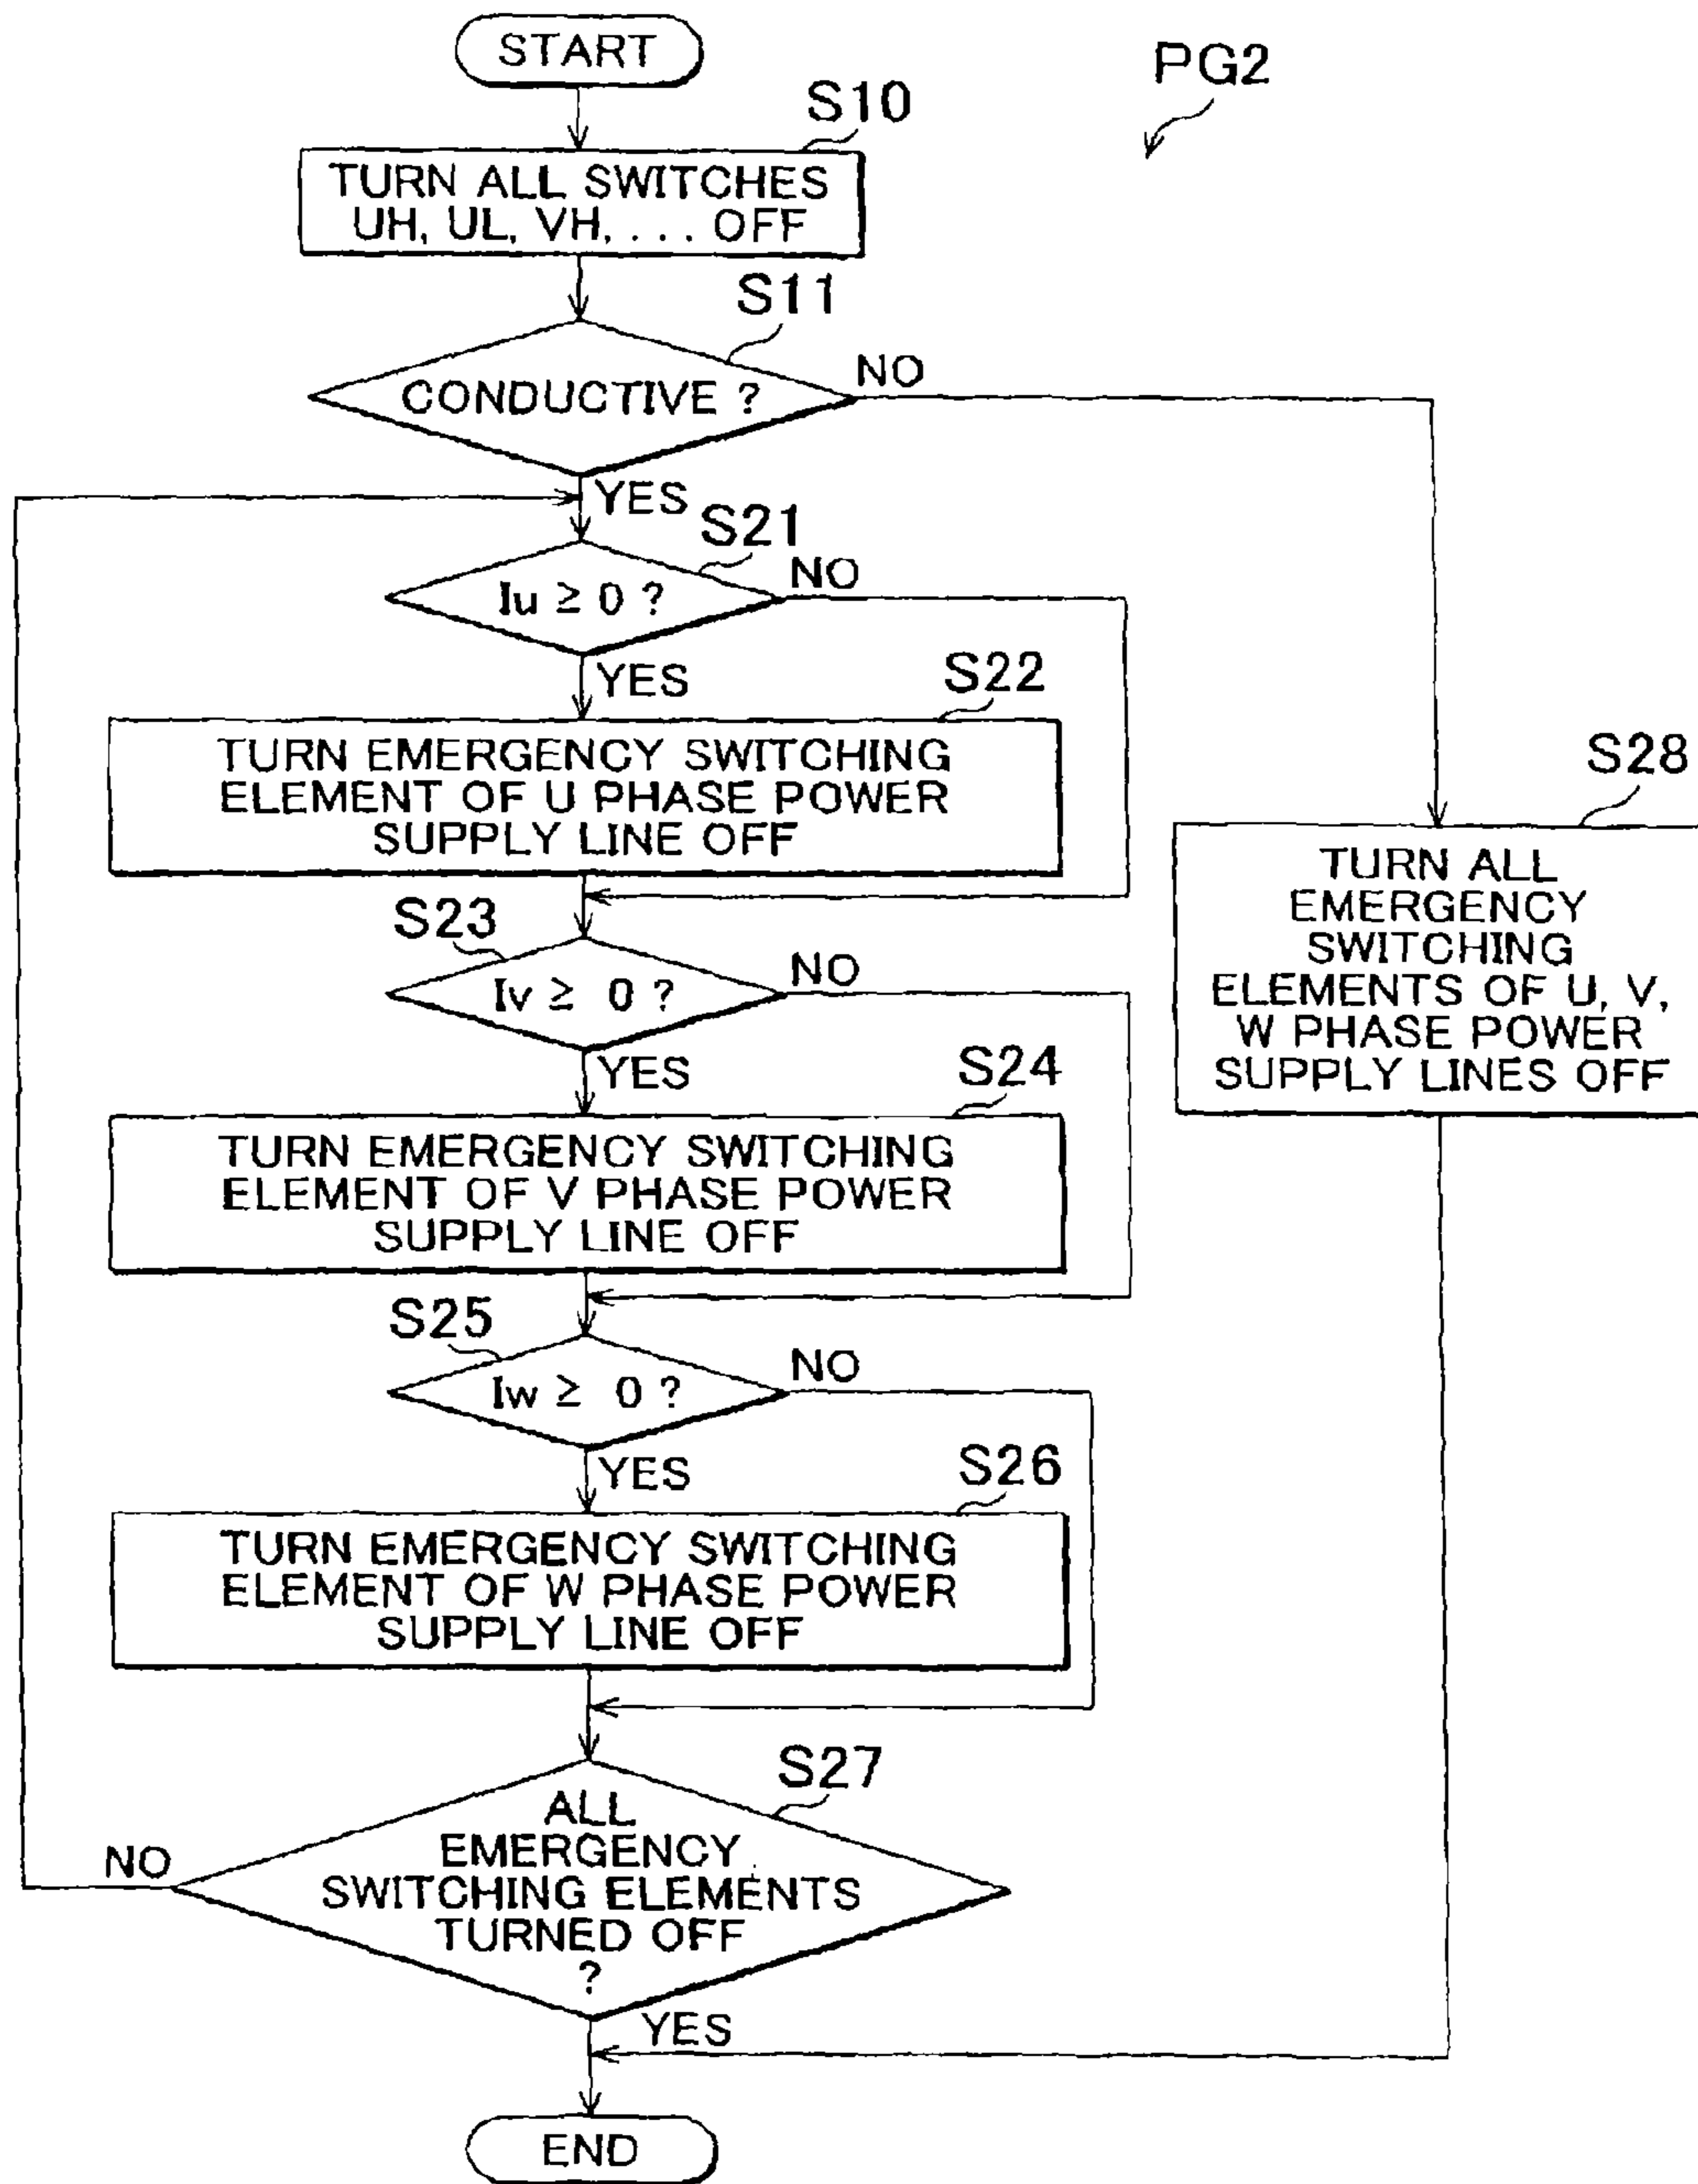 START
PG2
S10
TURN ALL SWITCHES
UH, UL, VH, . . . OFF
S11
CONDUCTIVE ?
NO
YES
S21
Iu ≥ 0 ?
NO
YES
S22
TURN EMERGENCY SWITCHING
ELEMENT OF U PHASE POWER
SUPPLY LINE OFF
S28
TURN ALL
EMERGENCY
SWITCHING
ELEMENTS OF U, V,
W PHASE POWER
SUPPLY LINES OFF
S23
Iv ≥ 0 ?
NO
YES
S24
TURN EMERGENCY SWITCHING
ELEMENT OF V PHASE POWER
SUPPLY LINE OFF
S25
Iw ≥ 0 ?
NO
YES
S26
TURN EMERGENCY SWITCHING
ELEMENT OF W PHASE POWER
SUPPLY LINE OFF
S27
ALL
EMERGENCY
SWITCHING ELEMENTS
TURNED OFF
?
NO
YES
END